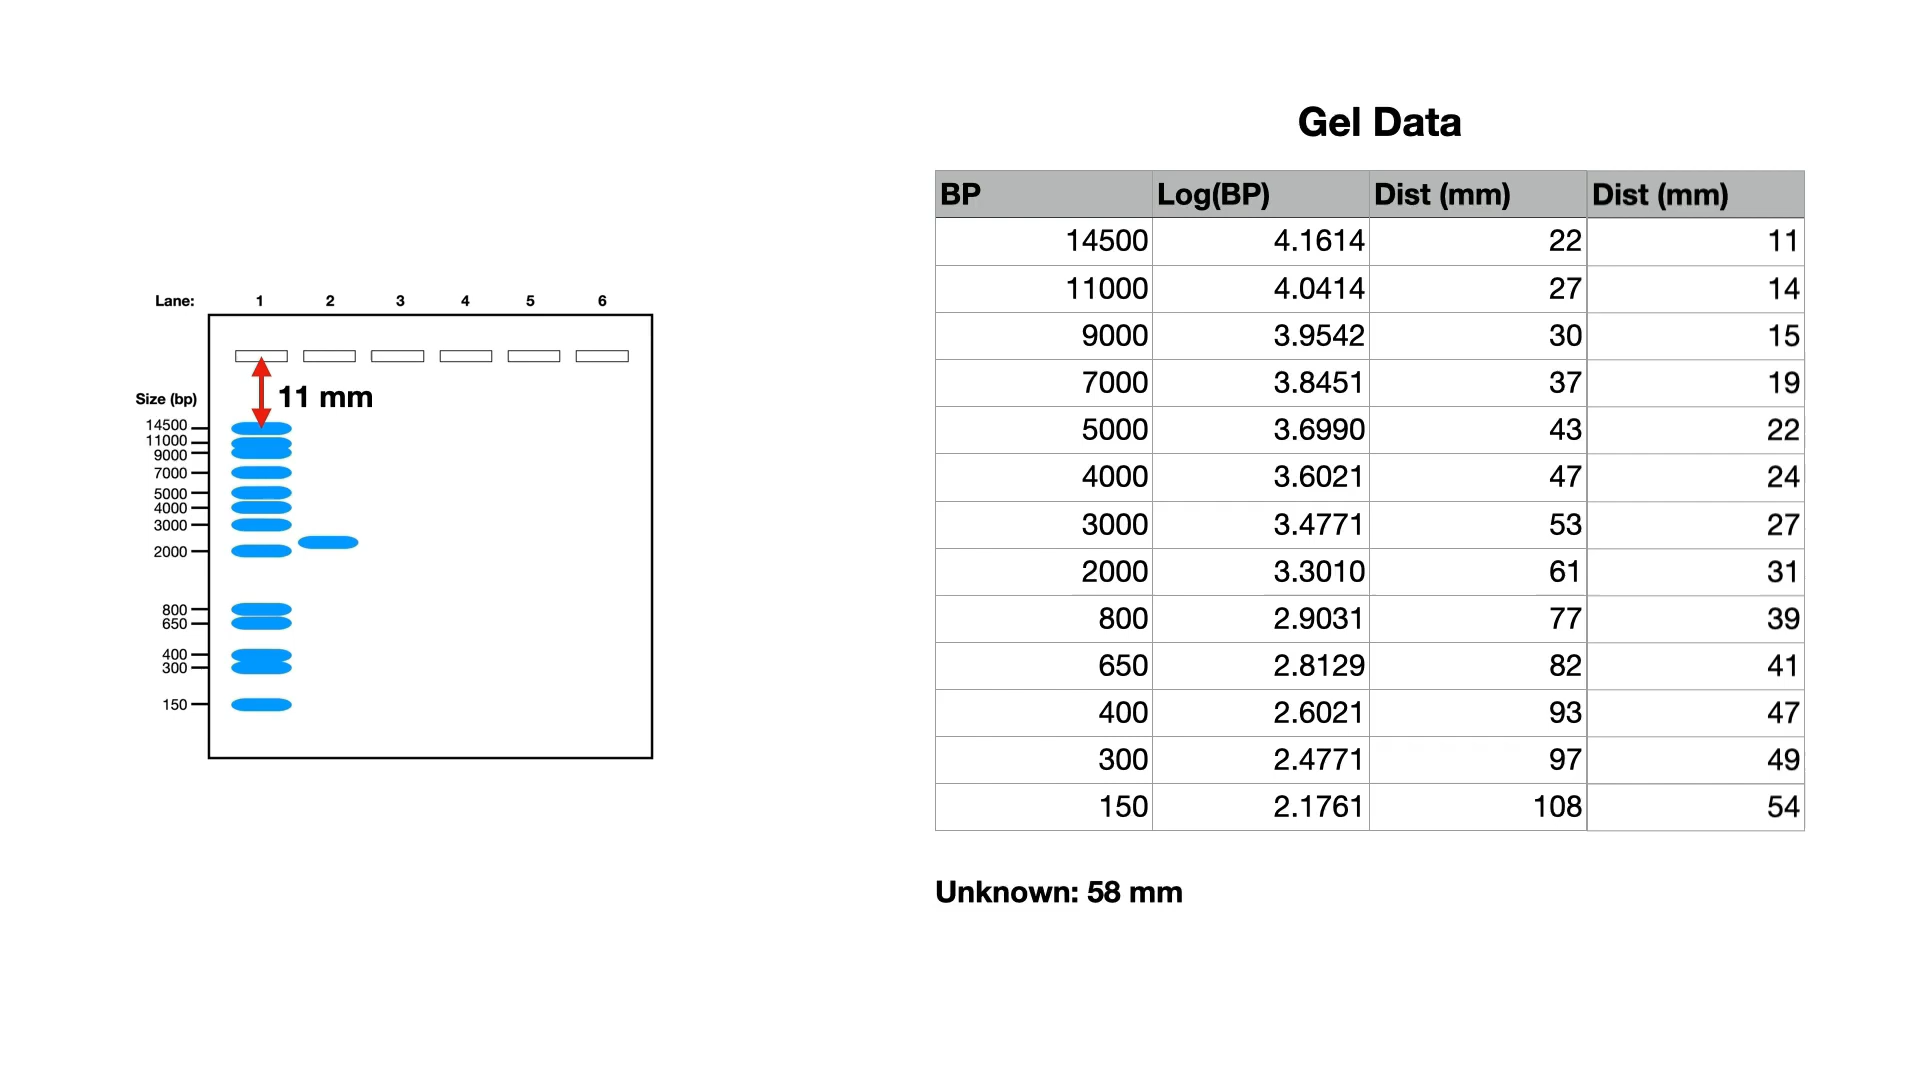 Lane: 1 2 3 4 5 6
11 mm
Size (bp)
14500
11000
9000
7000
5000
4000
3000
2000
800
650
400
300
150
Gel Data
BP Log(BP) Dist (mm) Dist (mm)
14500 4.1614 22 11
11000 4.0414 27 14
9000 3.9542 30 15
7000 3.8451 37 19
5000 3.6990 43 22
4000 3.6021 47 24
3000 3.4771 53 27
2000 3.3010 61 31
800 2.9031 77 39
650 2.8129 82 41
400 2.6021 93 47
300 2.4771 97 49
150 2.1761 108 54
Unknown: 58 mm